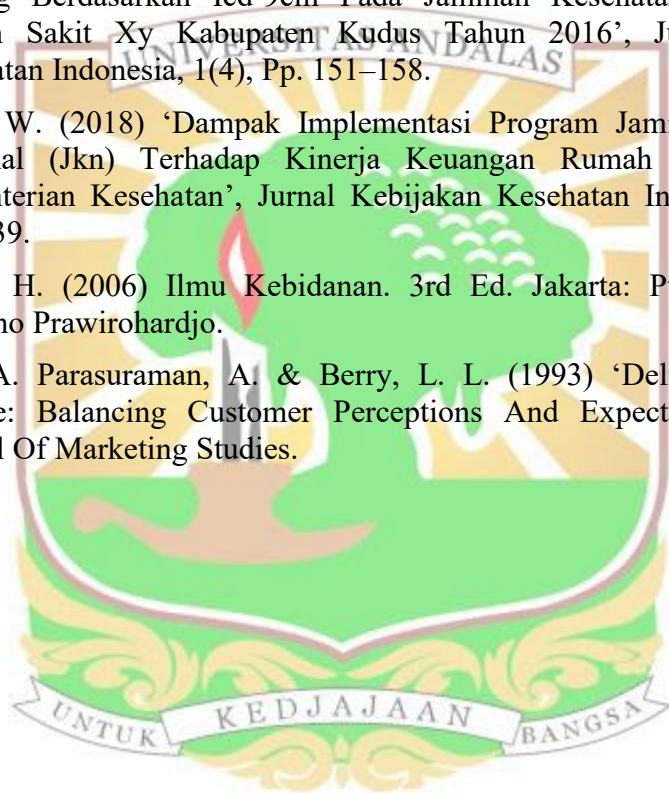 g Berdasarkan Icd-9cm Pada Jaminan Kesehatan
Sakit Xy Kabupaten Kudus Tahun 2016’, Ju
UNIVERSITAS ANDALAS
atan Indonesia, 1(4), Pp. 151–158.
W. (2018) ‘Dampak Implementasi Program Jami
al (Jkn) Terhadap Kinerja Keuangan Rumah
nterian Kesehatan’, Jurnal Kebijakan Kesehatan In
39.
H. (2006) Ilmu Kebidanan. 3rd Ed. Jakarta: P
no Prawirohardjo.
A. Parasuraman, A. & Berry, L. L. (1993) ‘Del
e: Balancing Customer Perceptions And Expect
l Of Marketing Studies.
UNTUK KEDJAJAAN BANGSA